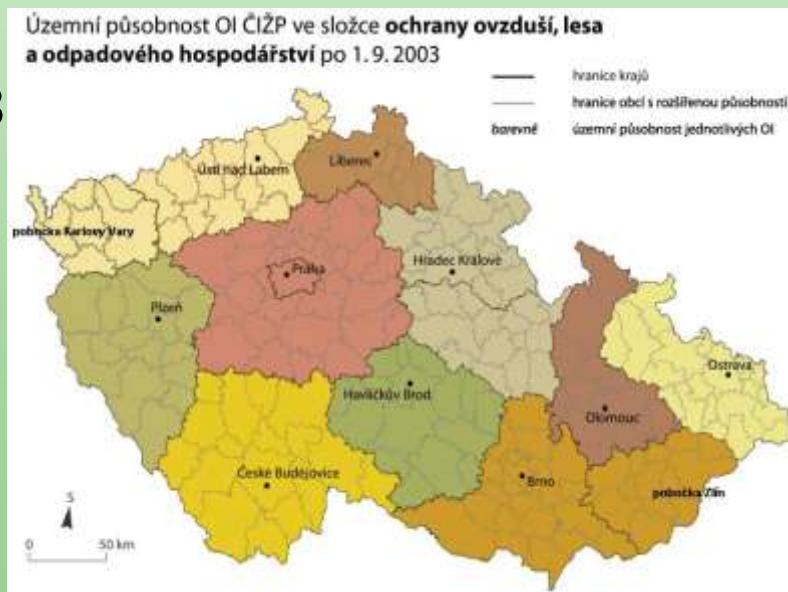 Územní působnost OI ČIŽP ve složce ochrany ovzduší, lesa
a odpadového hospodářství po 1. 9. 2003
hranice krajů
hranice obcí s rozšířenou působností
barevně územní působnost jednotlivých OI
Ústí nad Labem
Liberec
pobočka Karlovy Vary
Praha
Hradec Králové
Plzeň
Ostrava
Havlíčkův Brod
Olomouc
České Budějovice
Brno
pobočka Zlín
S
0 50 km